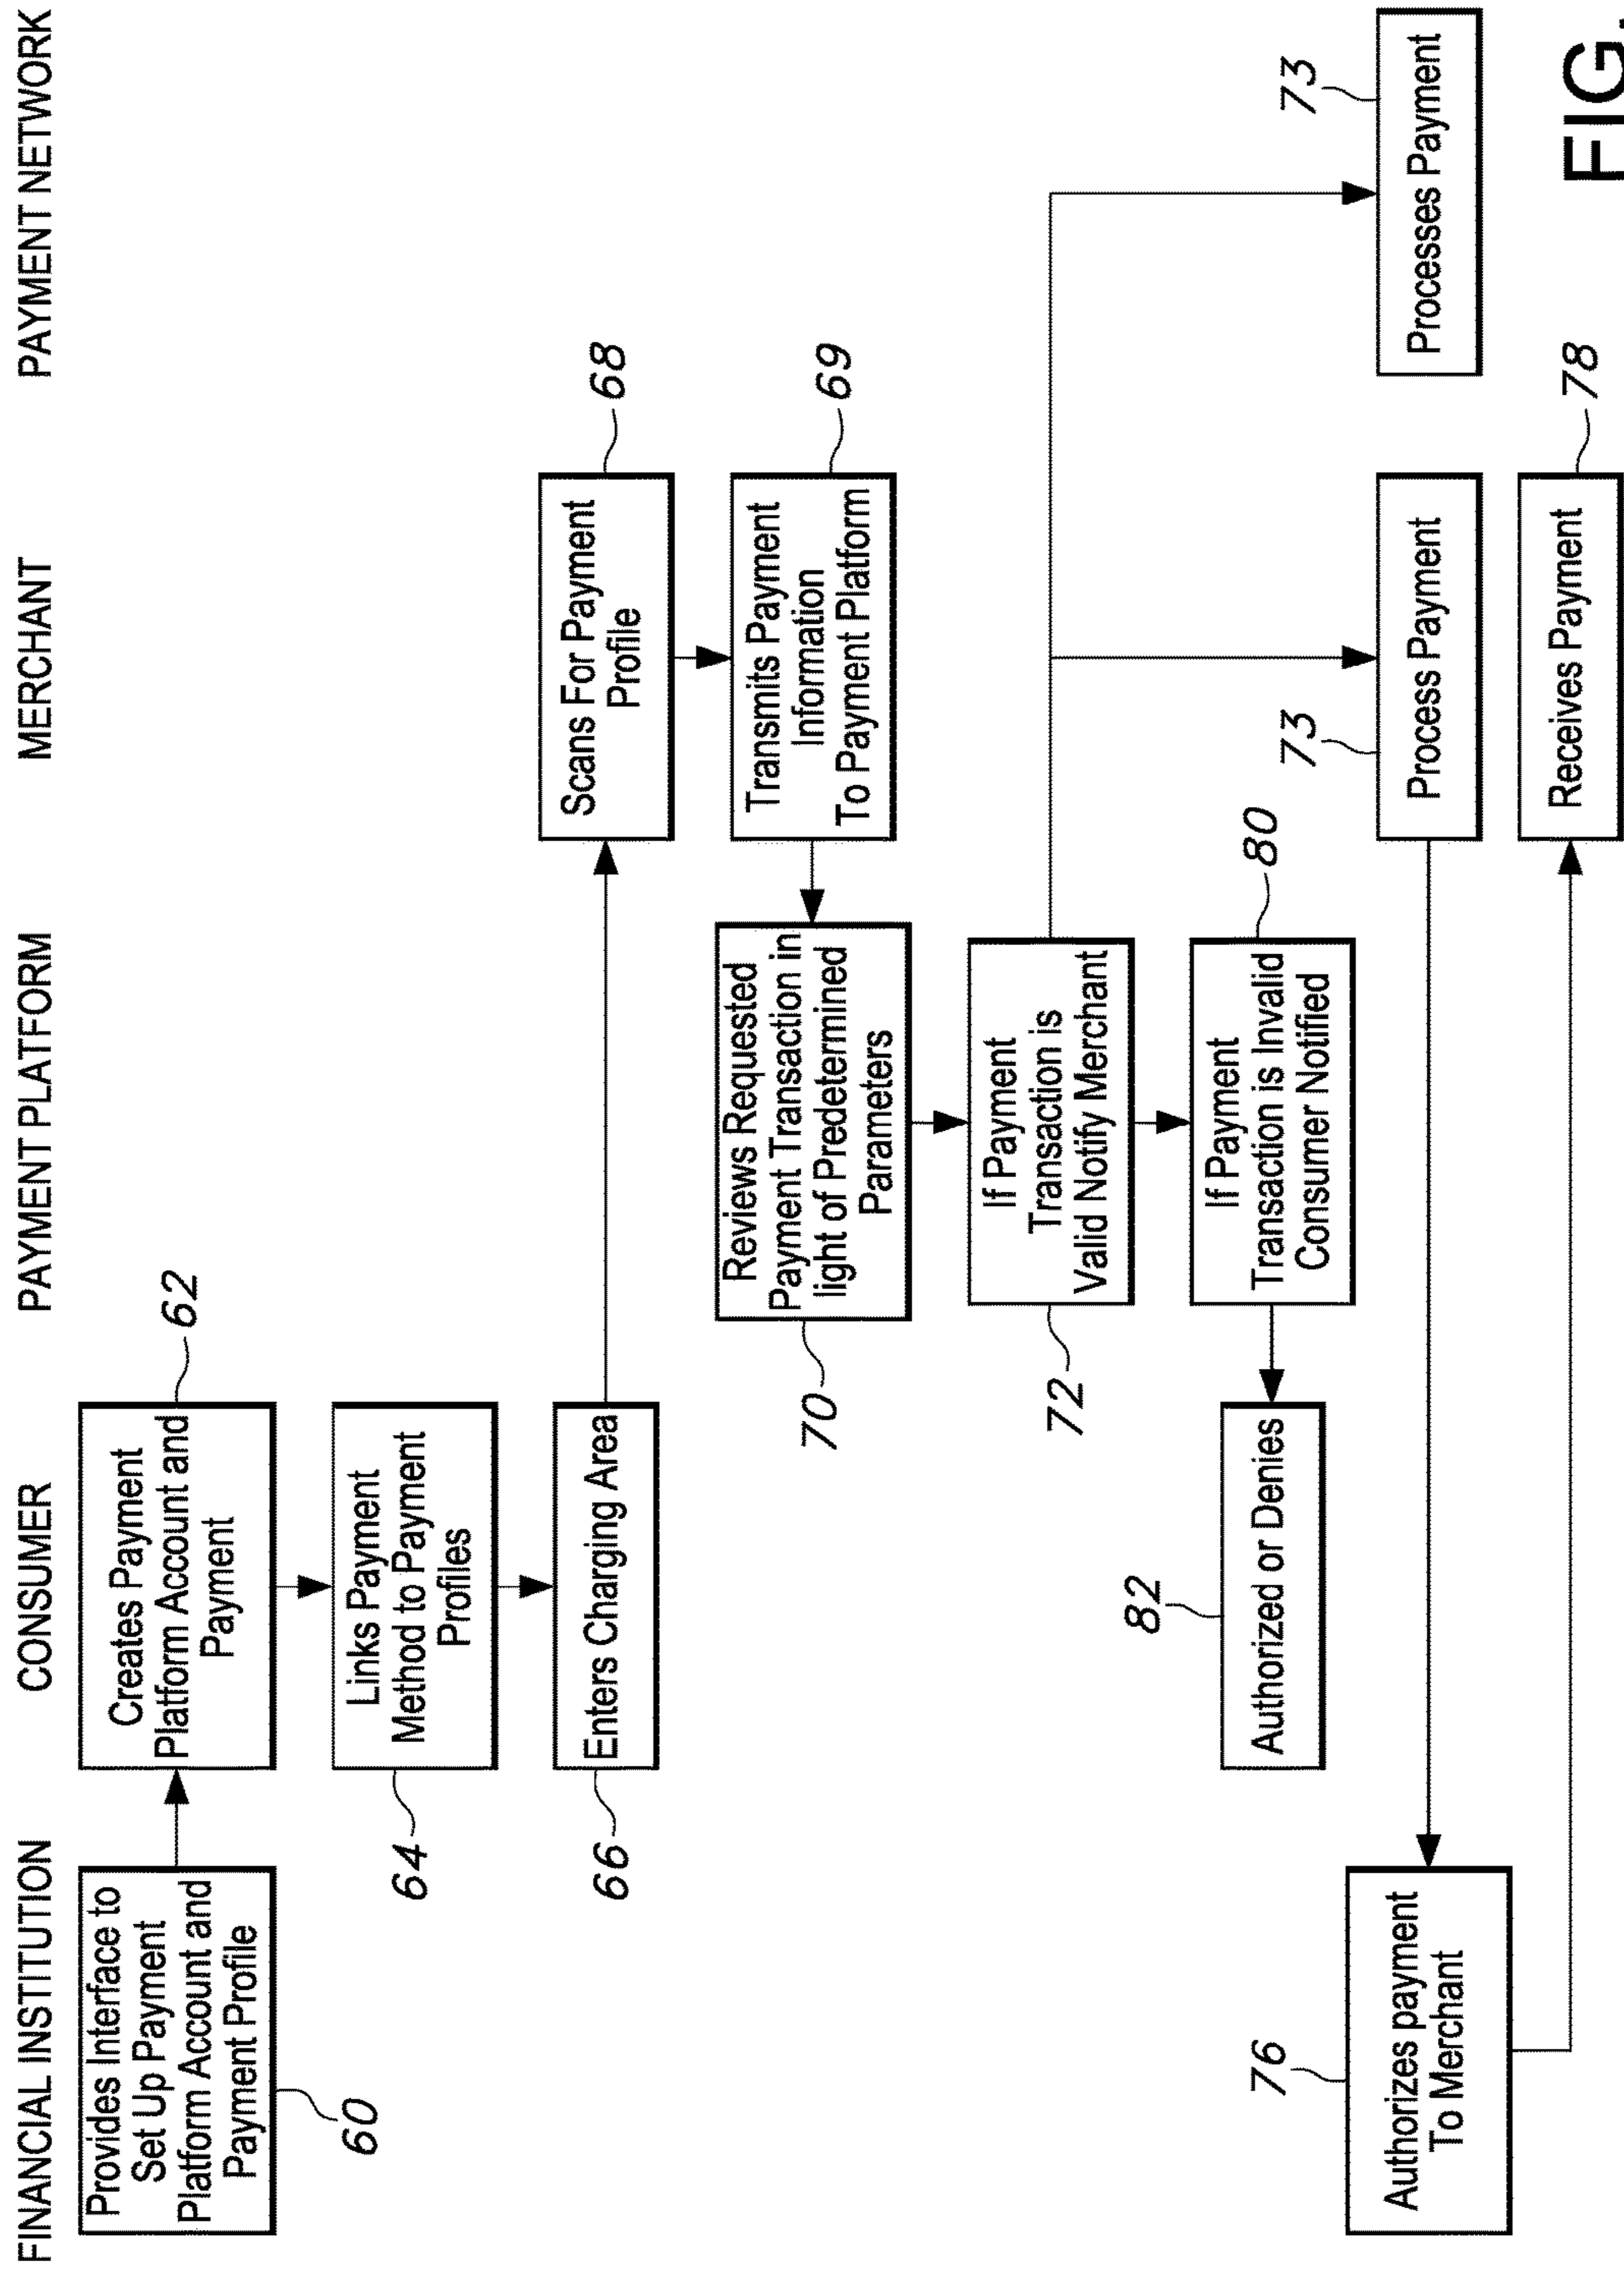 FINANCIAL INSTITUTION
CONSUMER
PAYMENT PLATFORM
MERCHANT
PAYMENT NETWORK
Provides Interface to
Set Up Payment
Platform Account and
Payment Profile
60
Creates Payment
Platform Account and
Payment
62
Links Payment
Method to Payment
Profiles
64
Enters Charging Area
66
Scans For Payment
Profile
68
Transmits Payment
Information
To Payment Platform
69
Reviews Requested
Payment Transaction in
light of Predetermined
Parameters
70
If Payment
Transaction is
Valid Notify Merchant
72
If Payment
Transaction is Invalid
Consumer Notified
80
Authorized or Denies
82
Process Payment
73
Processes Payment
73
Authorizes payment
To Merchant
76
Receives Payment
78
FIG.